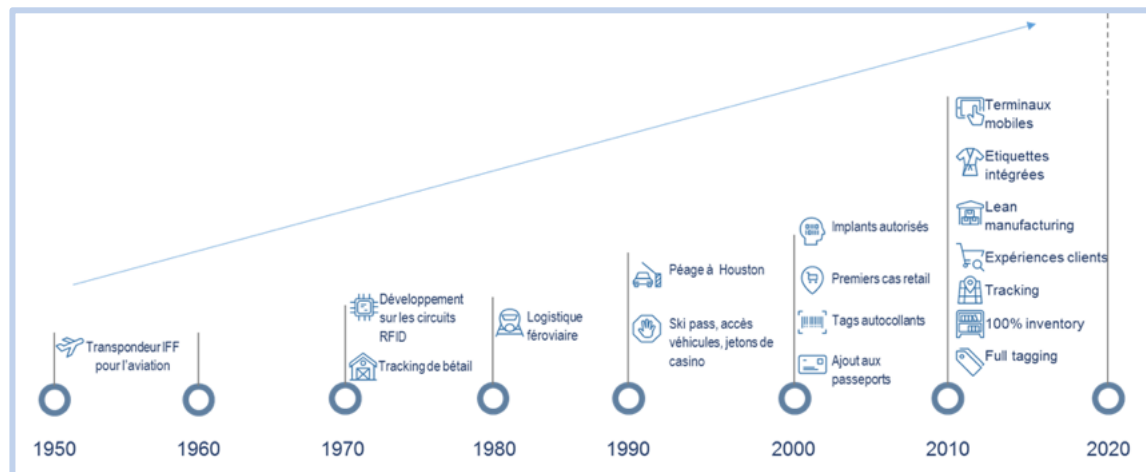 Transpondeur IFF
pour l'aviation
Développement
sur les circuits
RFID
Tracking de bétail
Logistique
féroviaire
Péage à Houston
Ski pass, accès
véhicules, jetons de
casino
Implants autorisés
Premiers cas retail
Tags autocollants
Ajout aux
passeports
Terminaux
mobiles
Etiquettes
intégrées
Lean
manufacturing
Expériences clients
Tracking
100% inventory
Full tagging
1950 1960 1970 1980 1990 2000 2010 2020